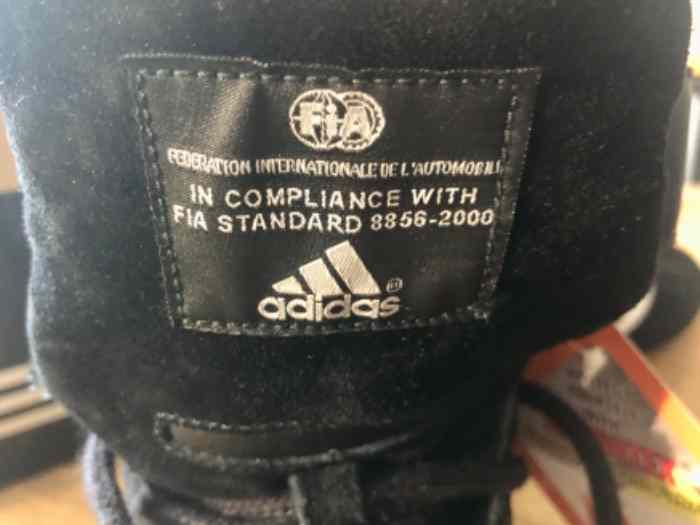 FIA
FEDERATION INTERNATIONALE DE L'AUTOMOBILE
IN COMPLIANCE WITH
FIA STANDARD 8856-2000
adidas